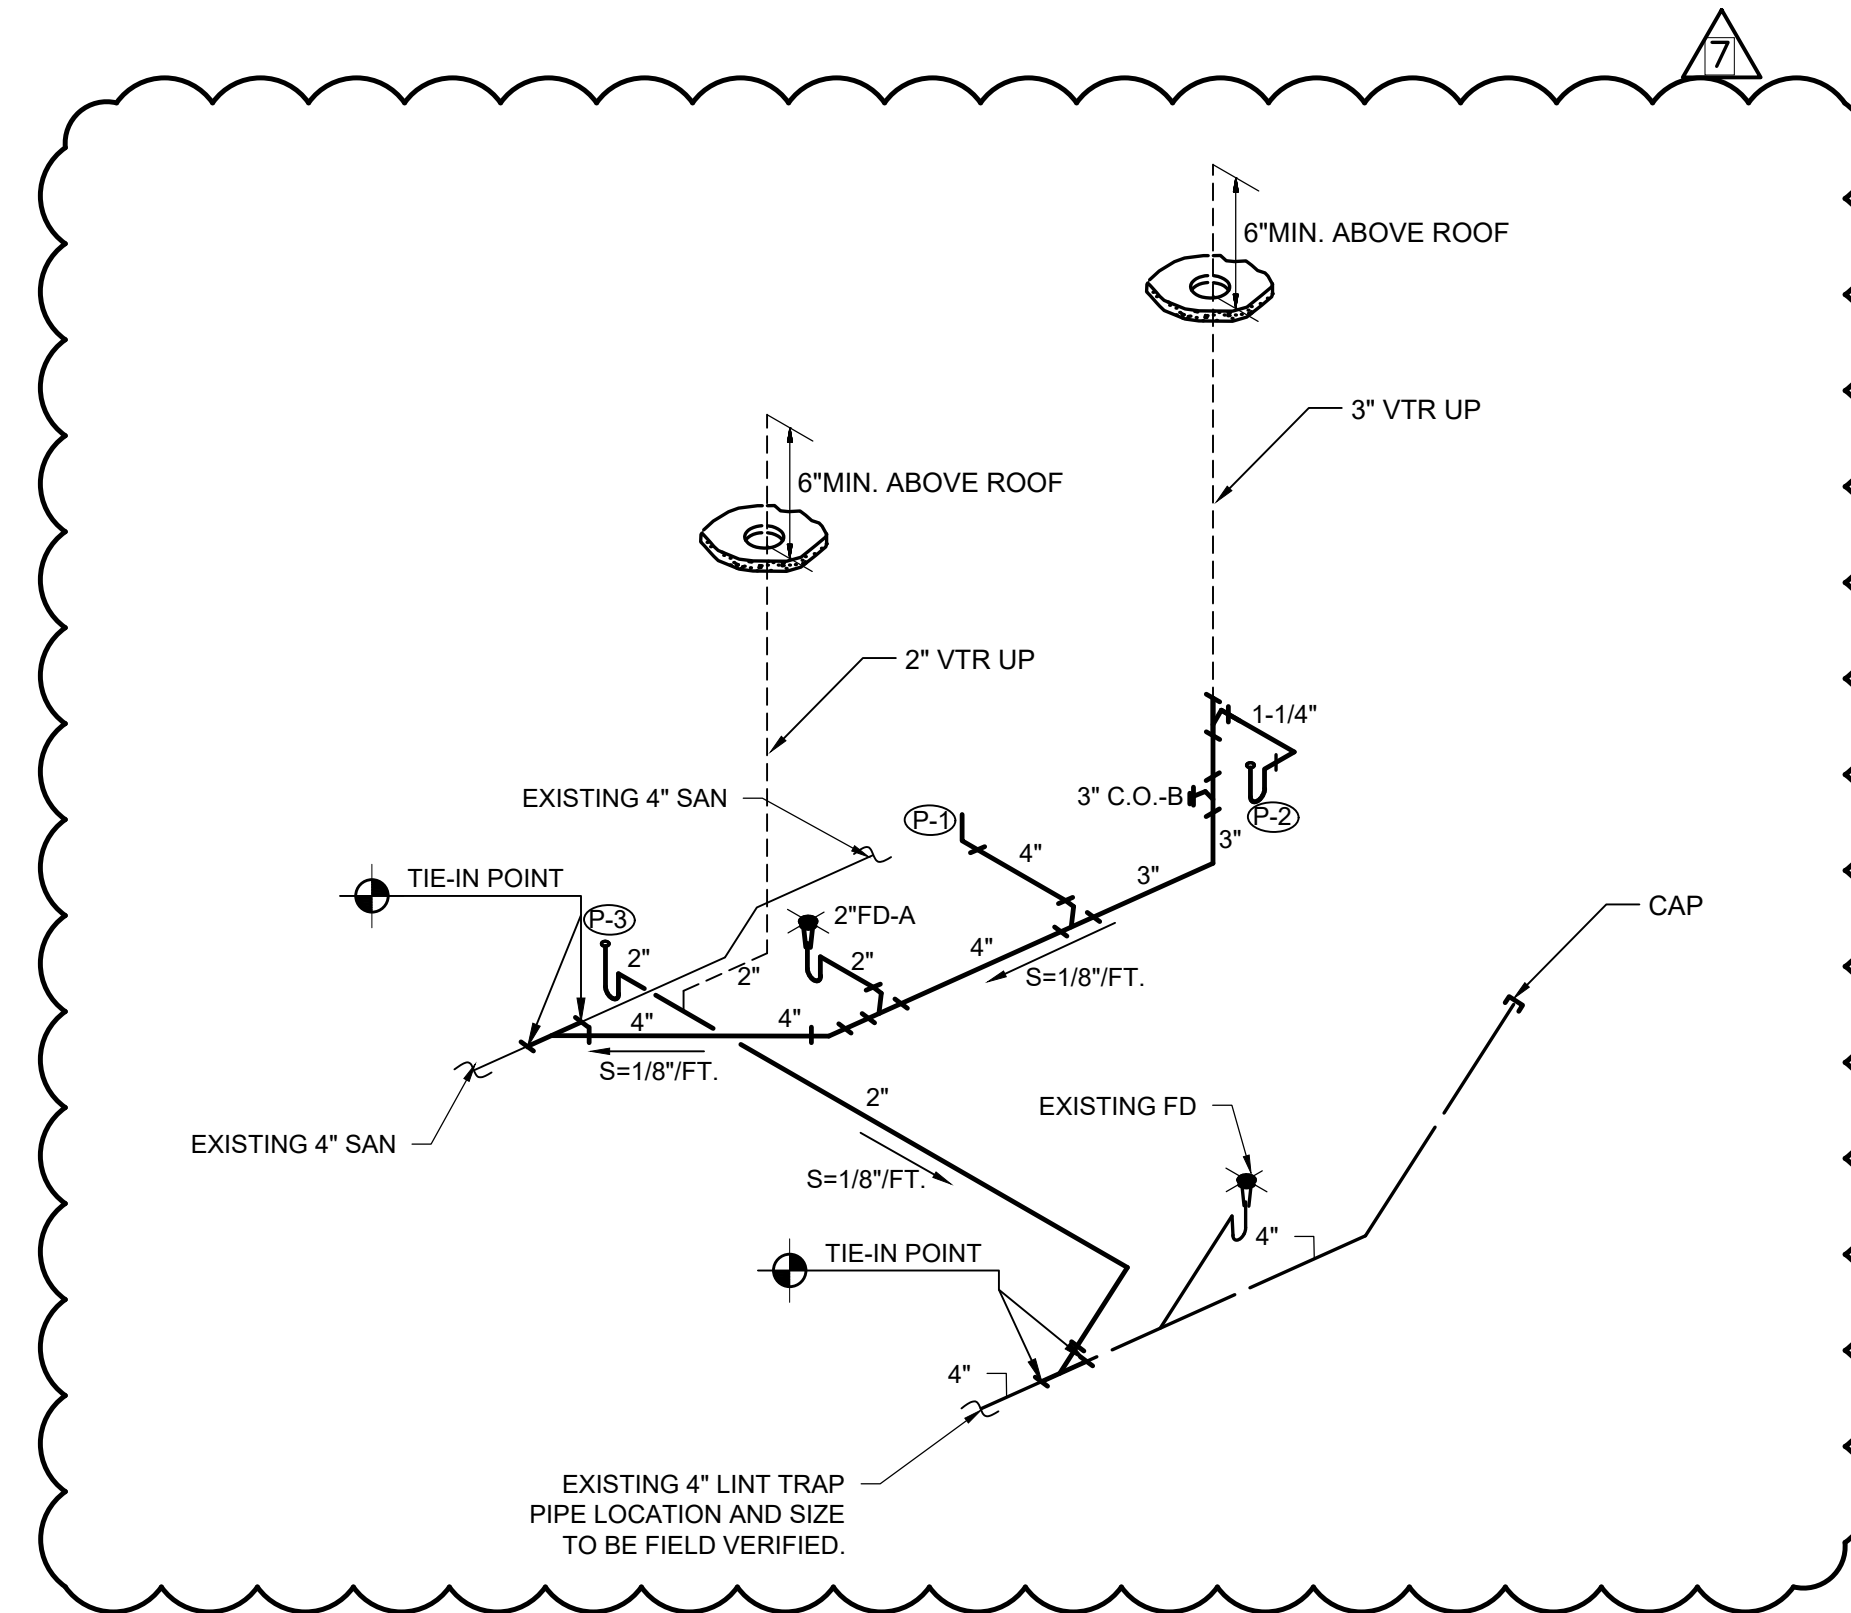 7
6"MIN. ABOVE ROOF
3" VTR UP
6"MIN. ABOVE ROOF
2" VTR UP
1-1/4"
EXISTING 4" SAN
3" C.O.-B
P-1
P-2
3"
4"
3"
TIE-IN POINT
P-3
2"FD-A
CAP
4"
2"
2"
2"
S=1/8"/FT.
4"
4"
S=1/8"/FT.
2"
EXISTING FD
EXISTING 4" SAN
S=1/8"/FT.
4"
TIE-IN POINT
4"
EXISTING 4" LINT TRAP
PIPE LOCATION AND SIZE
TO BE FIELD VERIFIED.